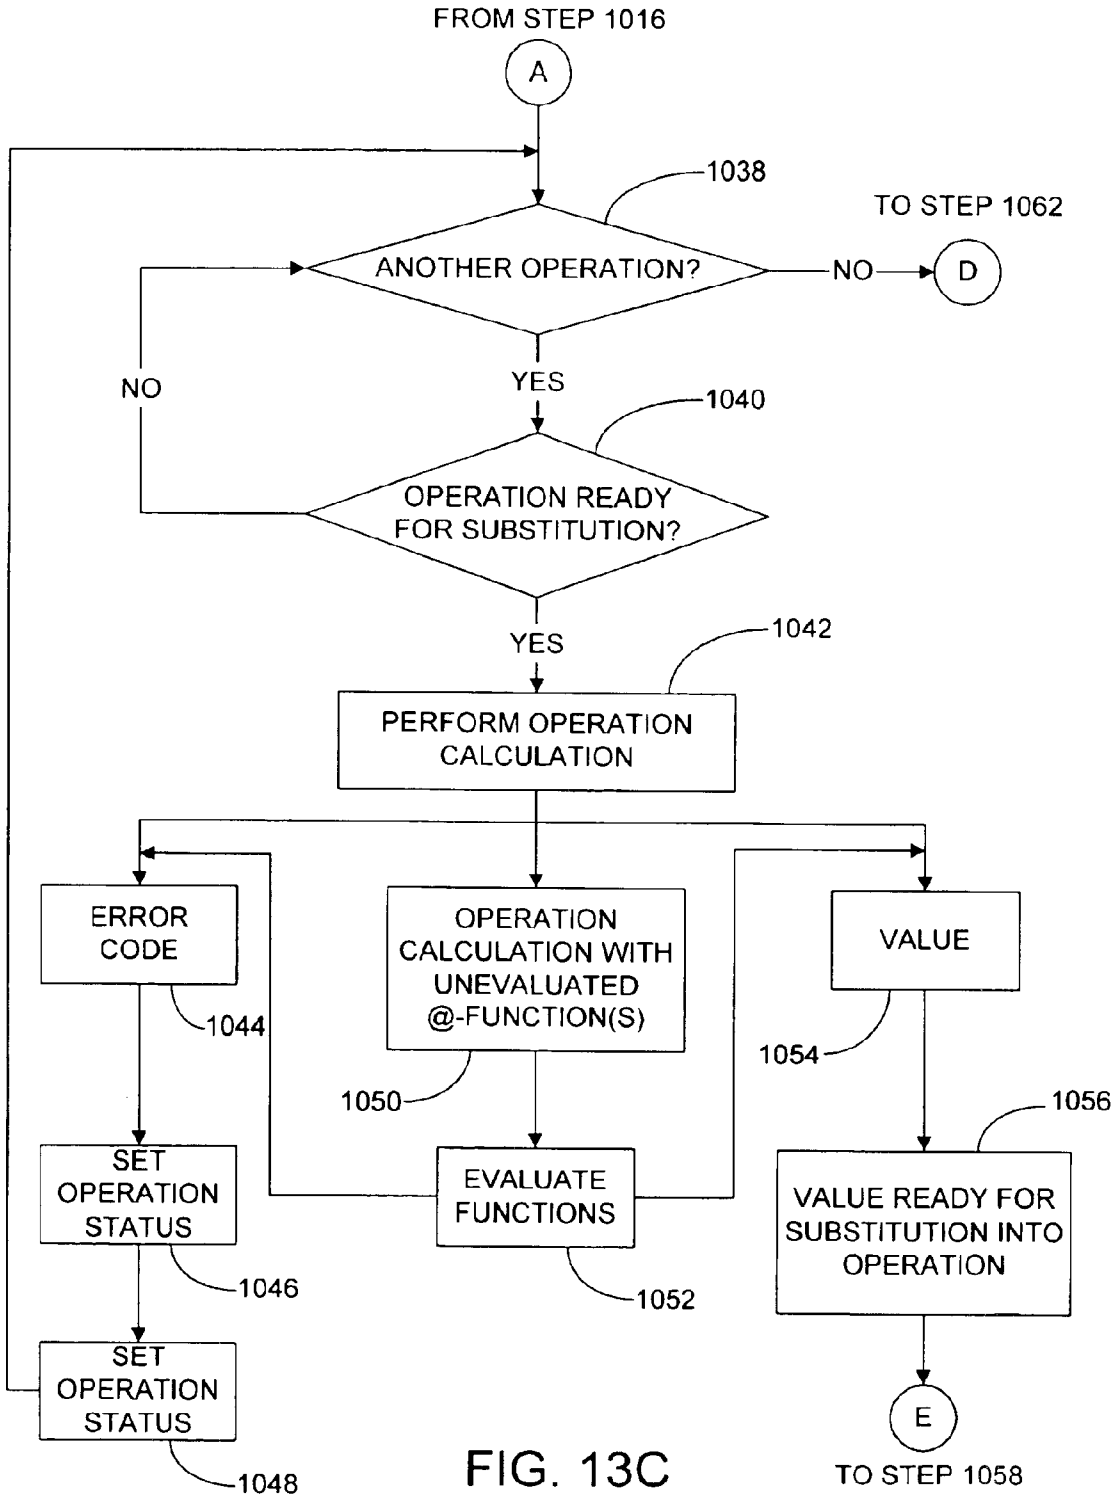 FROM STEP 1016
A
1038
TO STEP 1062
ANOTHER OPERATION?
NO
D
NO
YES
1040
OPERATION READY
FOR SUBSTITUTION?
YES
1042
PERFORM OPERATION
CALCULATION
ERROR
CODE
1044
OPERATION
CALCULATION WITH
UNEVALUATED
@-FUNCTION(S)
1050
VALUE
1054
SET
OPERATION
STATUS
1046
EVALUATE
FUNCTIONS
1052
1056
VALUE READY FOR
SUBSTITUTION INTO
OPERATION
SET
OPERATION
STATUS
1048
E
TO STEP 1058
FIG. 13C